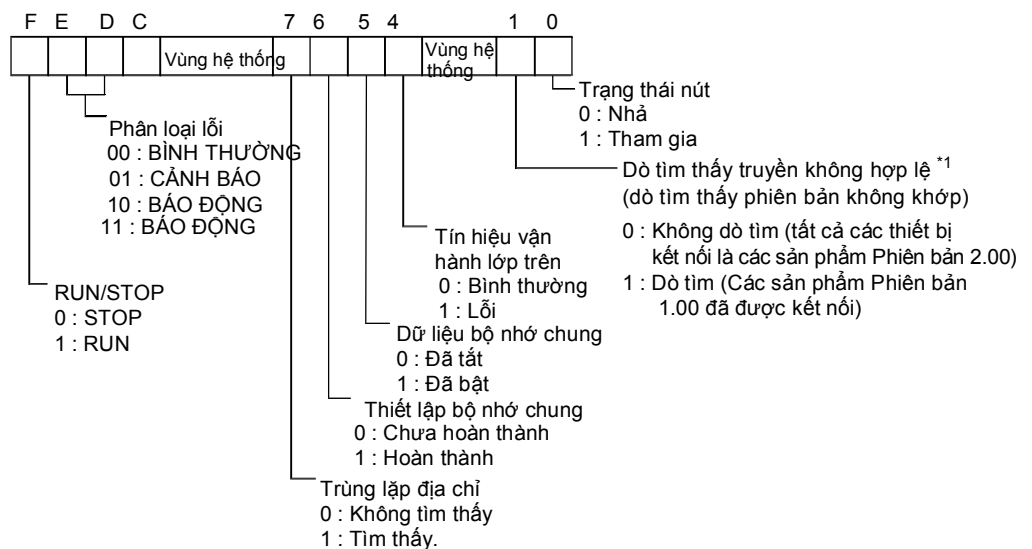 F E D C 7 6 5 4 1 0
Vùng hệ thống
Vùng hệ
thống
Trạng thái nút
0 : Nhả
1 : Tham gia
Dò tìm thấy truyền không hợp lệ *1
(dò tìm thấy phiên bản không khớp)
0 : Không dò tìm (tất cả các thiết bị
kết nối là các sản phẩm Phiên bản 2.00)
1 : Dò tìm (Các sản phẩm Phiên bản
1.00 đã được kết nối)
Phân loại lỗi
00 : BÌNH THƯỜNG
01 : CẢNH BÁO
10 : BÁO ĐỘNG
11 : BÁO ĐỘNG
Tín hiệu vận
hành lớp trên
0 : Bình thường
1 : Lỗi
RUN/STOP
0 : STOP
1 : RUN
Dữ liệu bộ nhớ chung
0 : Đã tắt
1 : Đã bật
Thiết lập bộ nhớ chung
0 : Chưa hoàn thành
1 : Hoàn thành
Trùng lặp địa chỉ
0 : Không tìm thấy
1 : Tìm thấy.